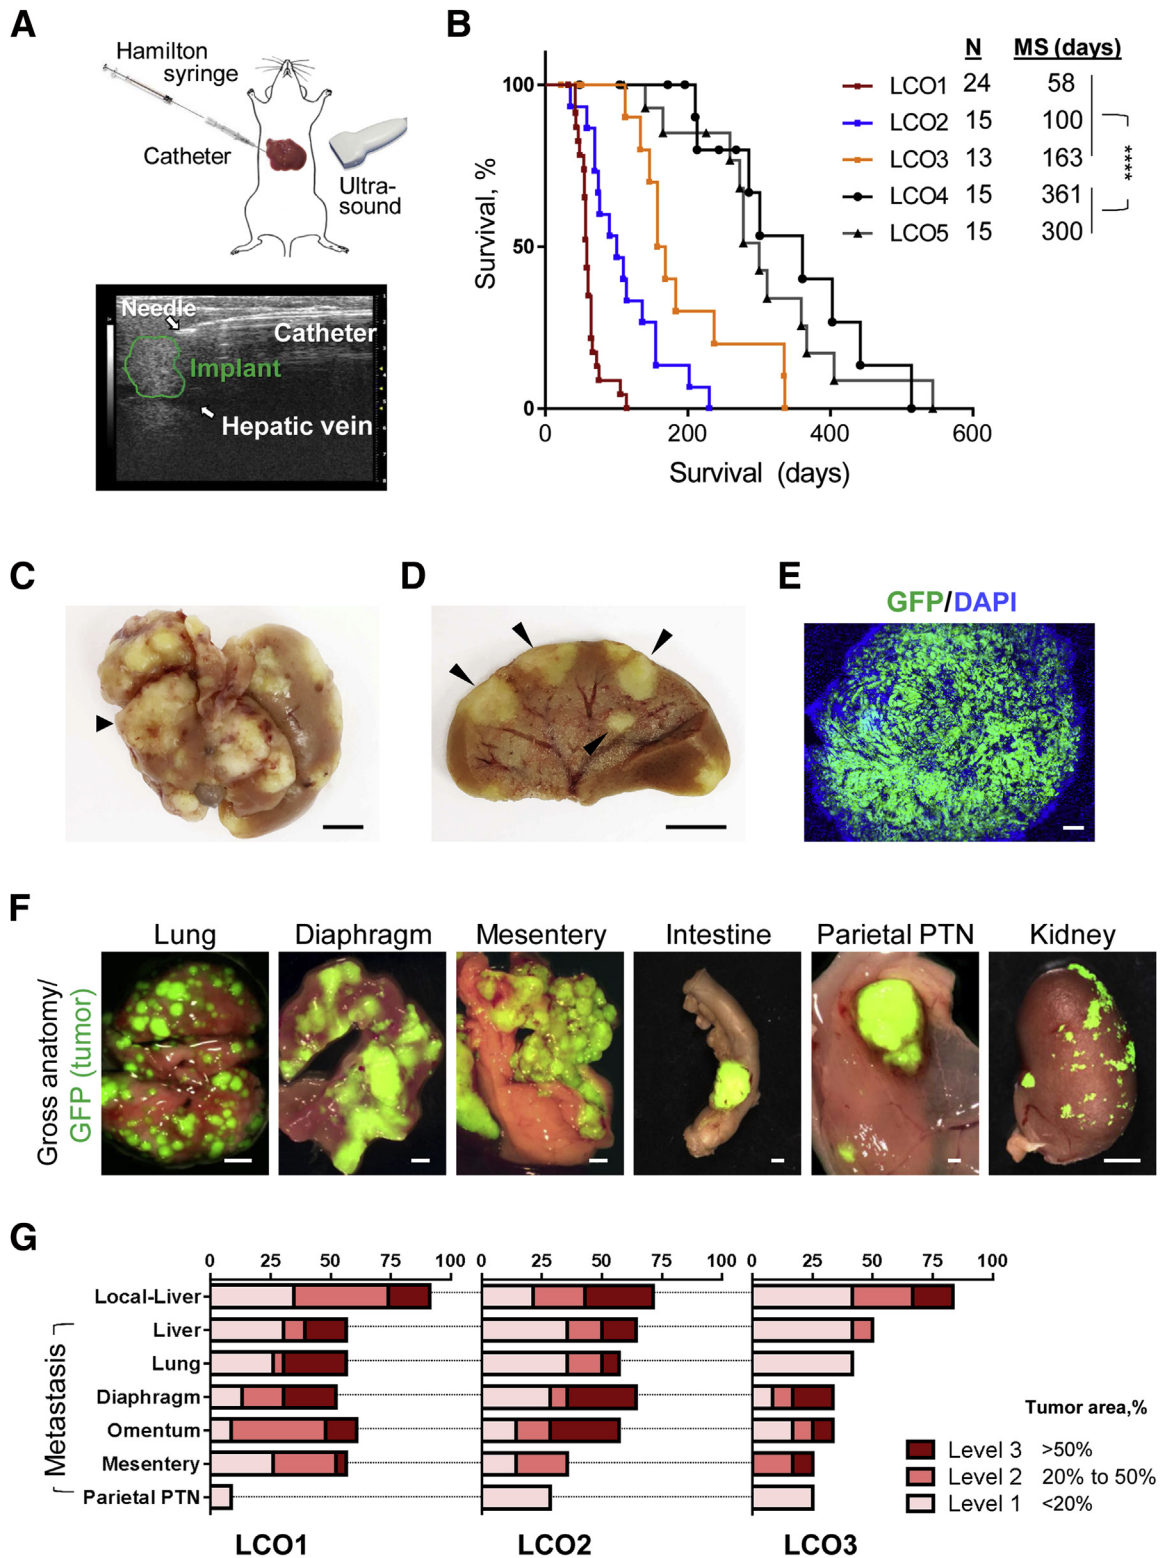 A
Hamilton
syringe
Catheter
Ultra-
sound
Needle
Catheter
Implant
Hepatic vein
B
Survival, %
100
50
0
0 200 400 600
Survival (days)
N MS (days)
LCO1 24 58
LCO2 15 100
LCO3 13 163
LCO4 15 361
LCO5 15 300
****
C
D
E
GFP/DAPI
F
Gross anatomy/
GFP (tumor)
Lung Diaphragm Mesentery Intestine Parietal PTN Kidney
G
0 25 50 75 100 0 25 50 75 100 0 25 50 75 100
Local-Liver
Metastasis
Liver
Lung
Diaphragm
Omentum
Mesentery
Parietal PTN
LCO1 LCO2 LCO3
Tumor area,%
Level 3 >50%
Level 2 20% to 50%
Level 1 <20%